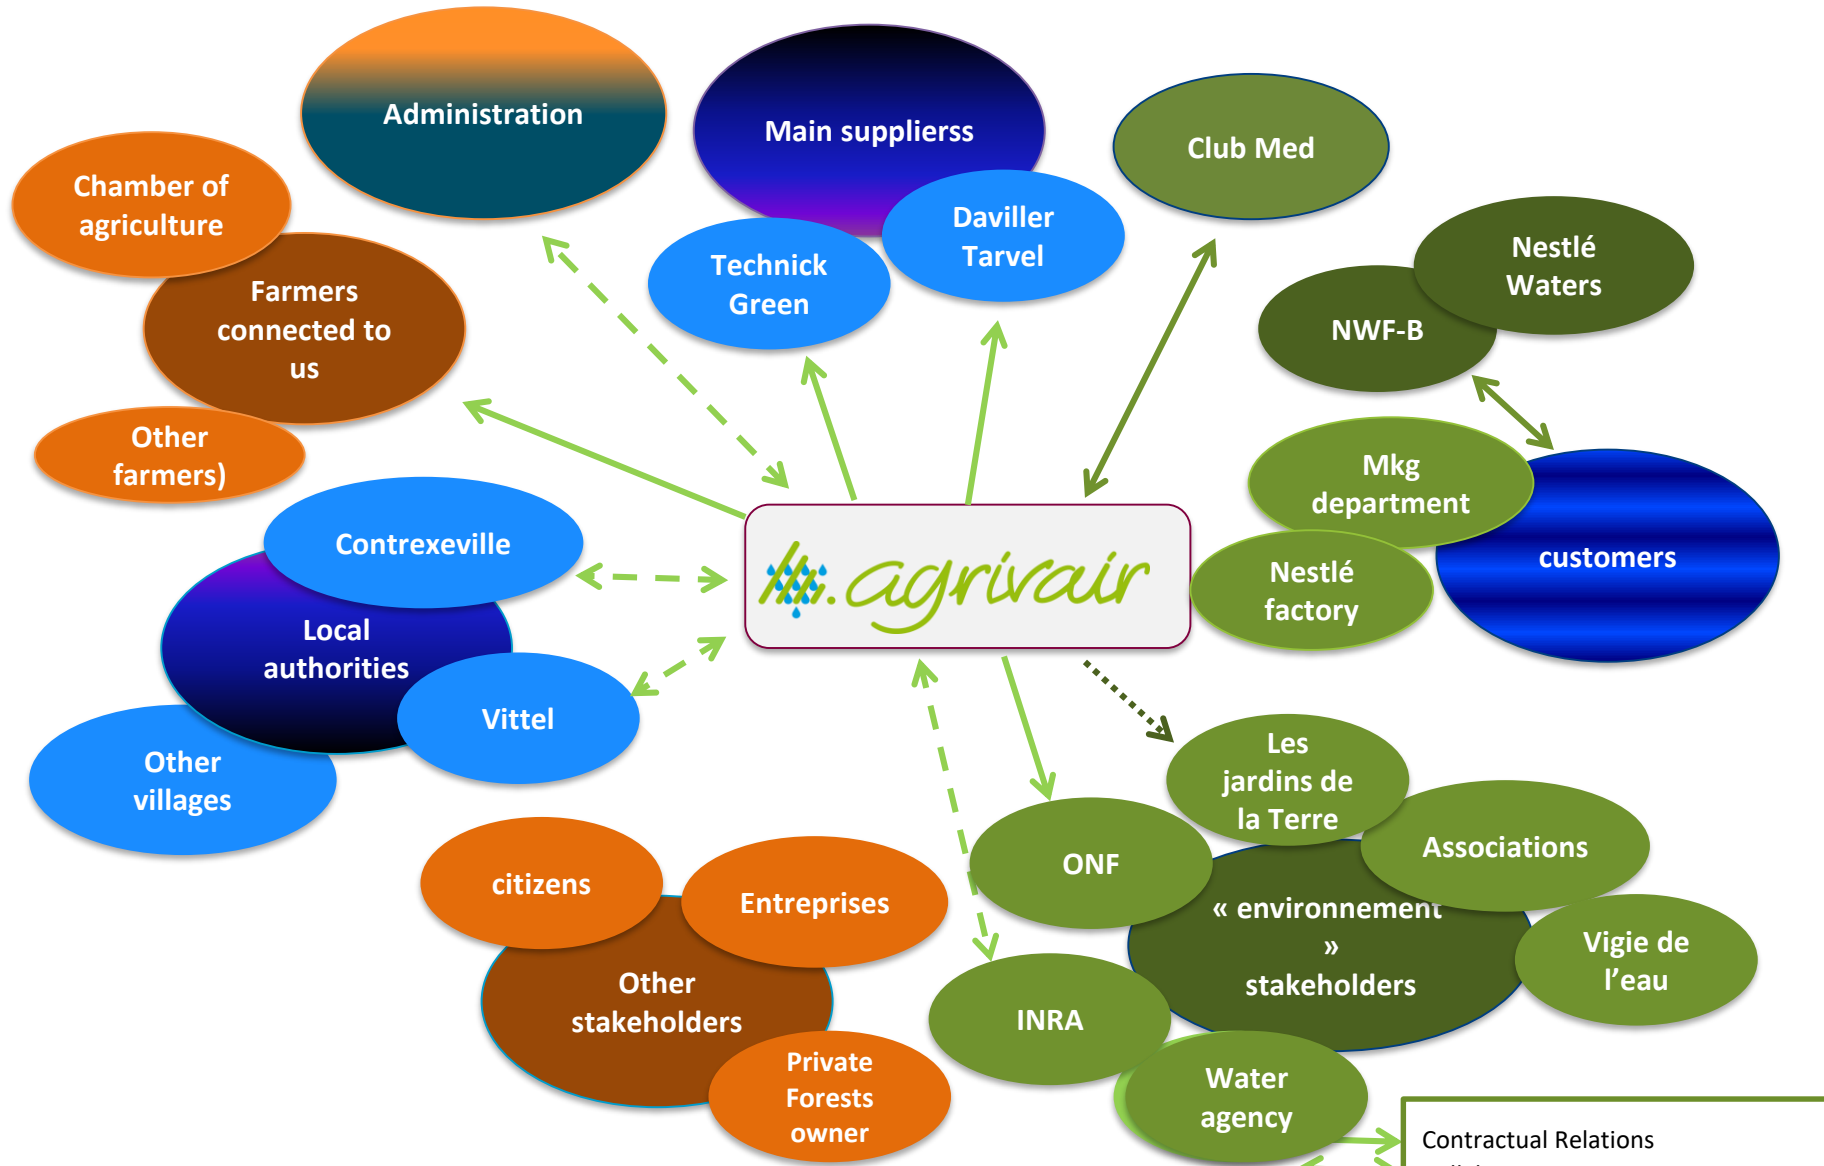 Administration
Main supplierss
Club Med
Chamber of
agriculture
Daviller
Tarvel
Technick
Green
Nestlé
Waters
NWF-B
Farmers
connected to
us
Other
farmers)
Mkg
department
customers
Nestlé
factory
Contrexeville
agrivair
Local
authorities
Vittel
Other
villages
Les
jardins de
la Terre
Associations
ONF
« environnement
»
stakeholders
Vigie de
l'eau
citizens
Entreprises
Other
stakeholders
INRA
Private
Forests
owner
Water
agency
Contractual Relations